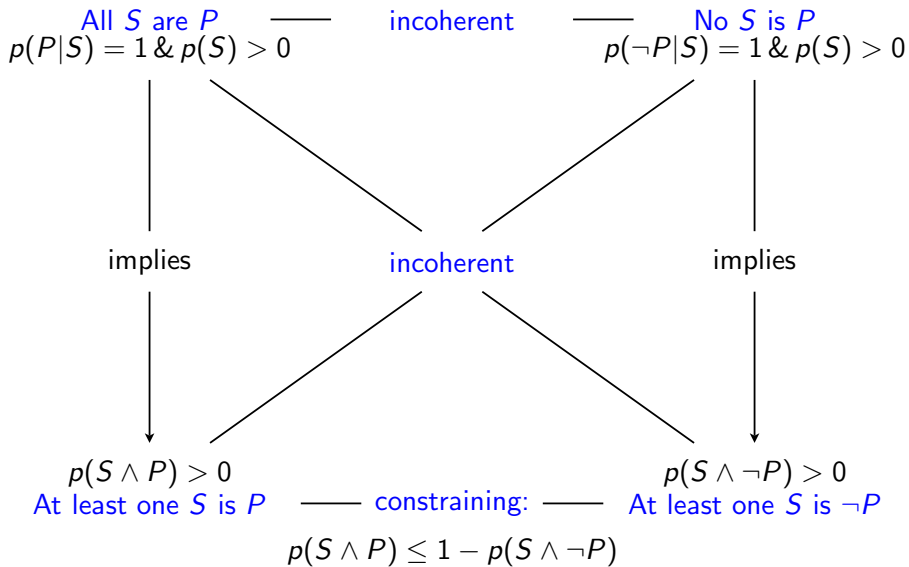 All S are P incoherent No S is P
p(P|S) = 1 & p(S) > 0 p(¬P|S) = 1 & p(S) > 0
implies incoherent implies
p(S ∧ P) > 0 p(S ∧ ¬P) > 0
At least one S is P constraining: At least one S is ¬P
p(S ∧ P) ≤ 1 − p(S ∧ ¬P)